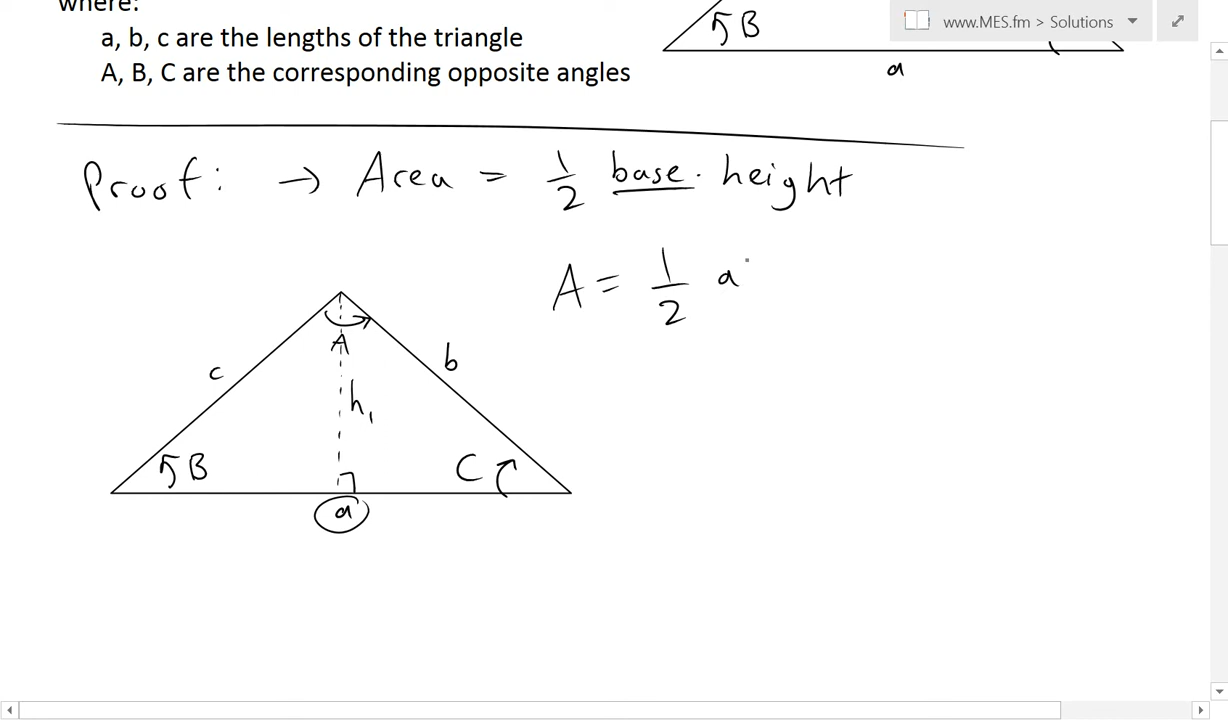 where:
a, b, c are the lengths of the triangle
A, B, C are the corresponding opposite angles
B
a
www.MES.fm > Solutions
Proof: → Area = 1/2 base · height
A = 1/2 a
A
c
b
h₁
B
C
a